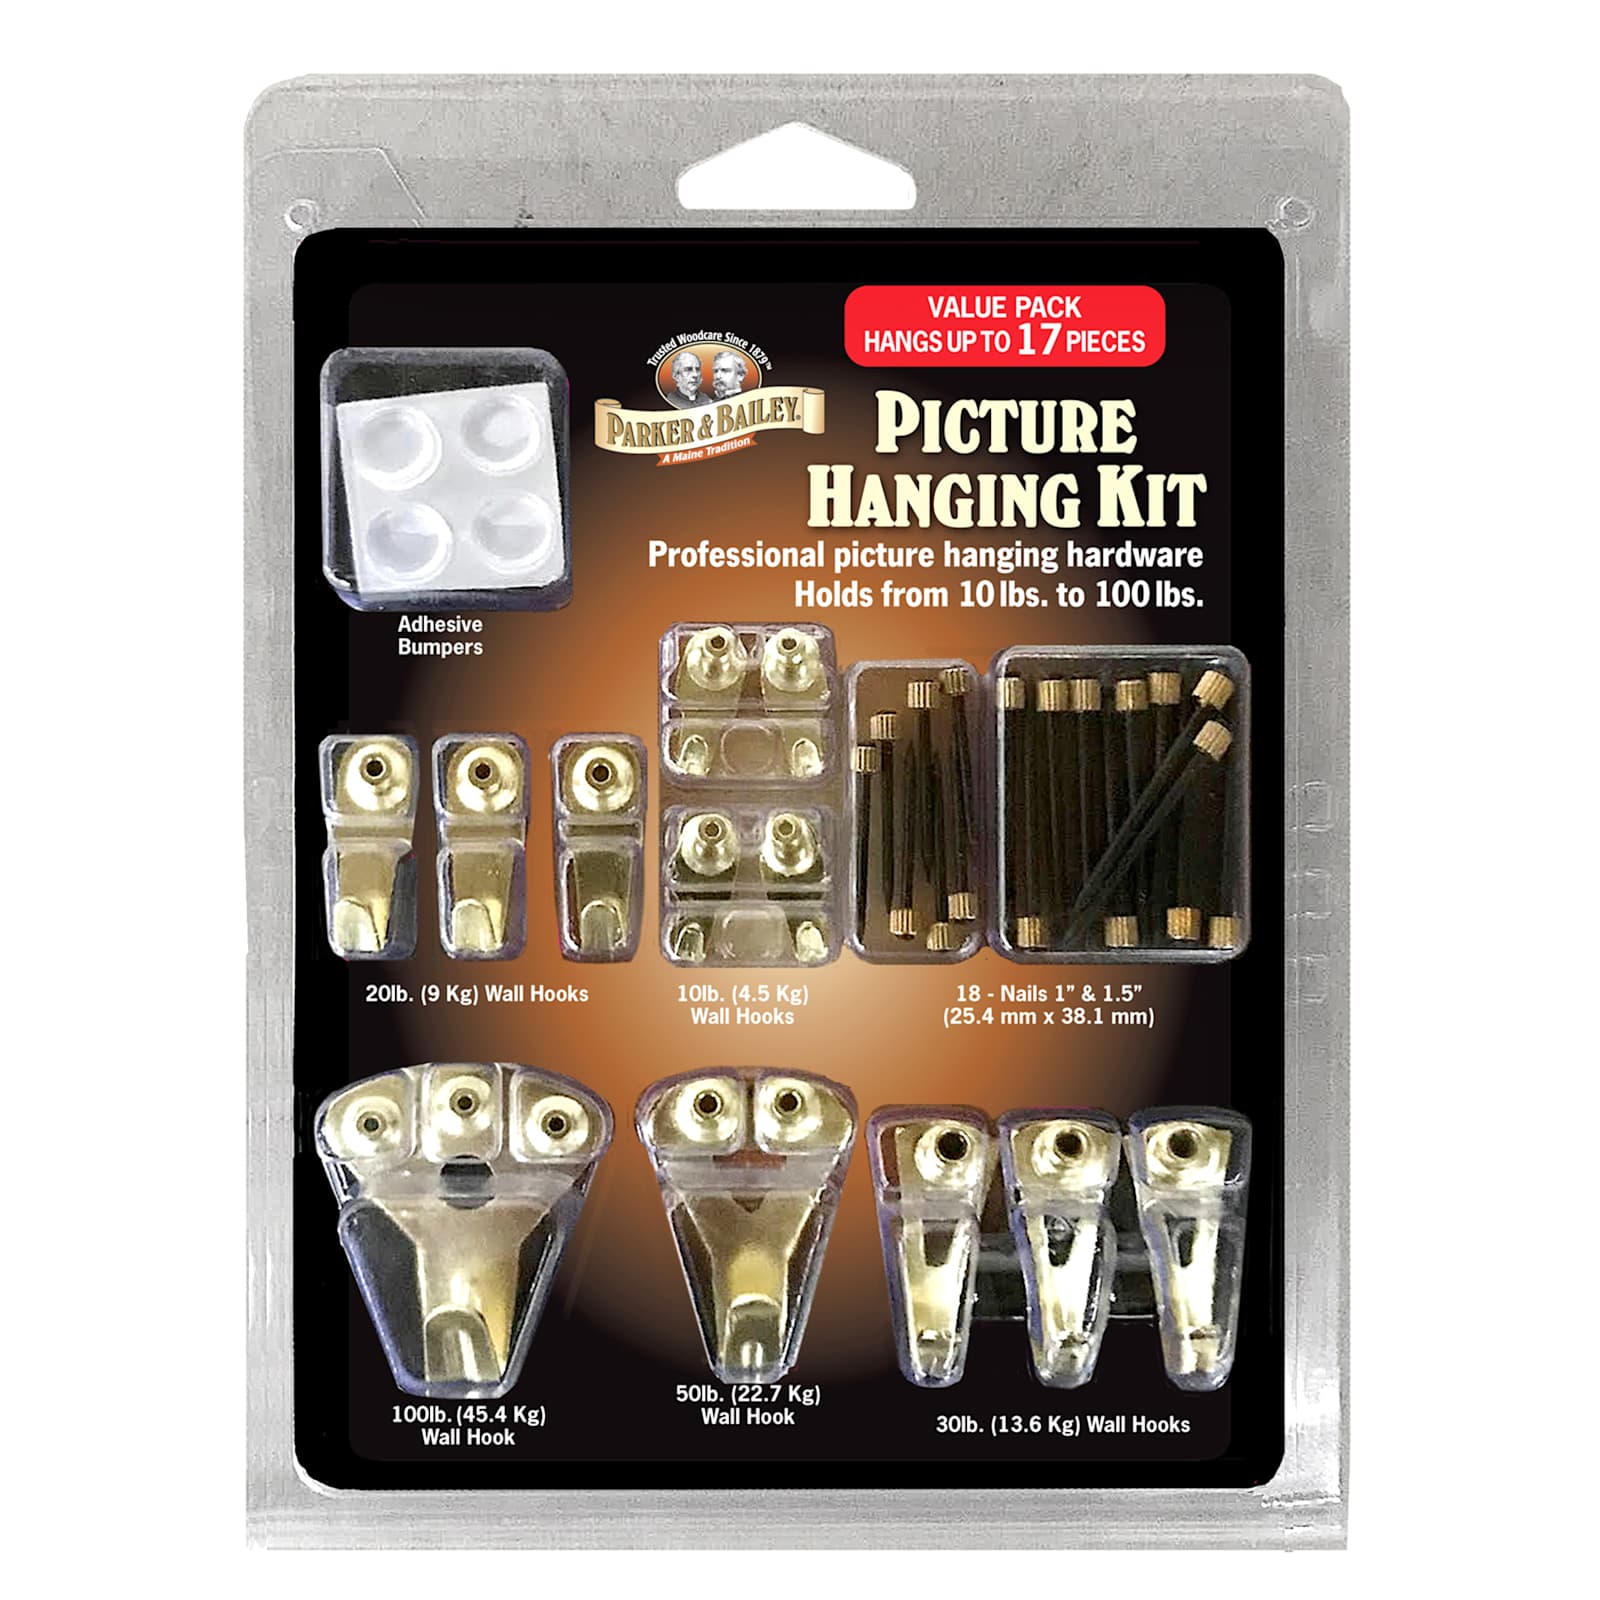 VALUE PACK
HANGS UP TO 17 PIECES
Trusted Woodcare Since 1879™
PARKER & BAILEY®
A Maine Tradition
PICTURE
HANGING KIT
Professional picture hanging hardware
Holds from 10 lbs. to 100 lbs.
Adhesive
Bumpers
20lb. (9 Kg) Wall Hooks
10lb. (4.5 Kg)
Wall Hooks
18 - Nails 1” & 1.5”
(25.4 mm x 38.1 mm)
100lb. (45.4 Kg)
Wall Hook
50lb. (22.7 Kg)
Wall Hook
30lb. (13.6 Kg) Wall Hooks